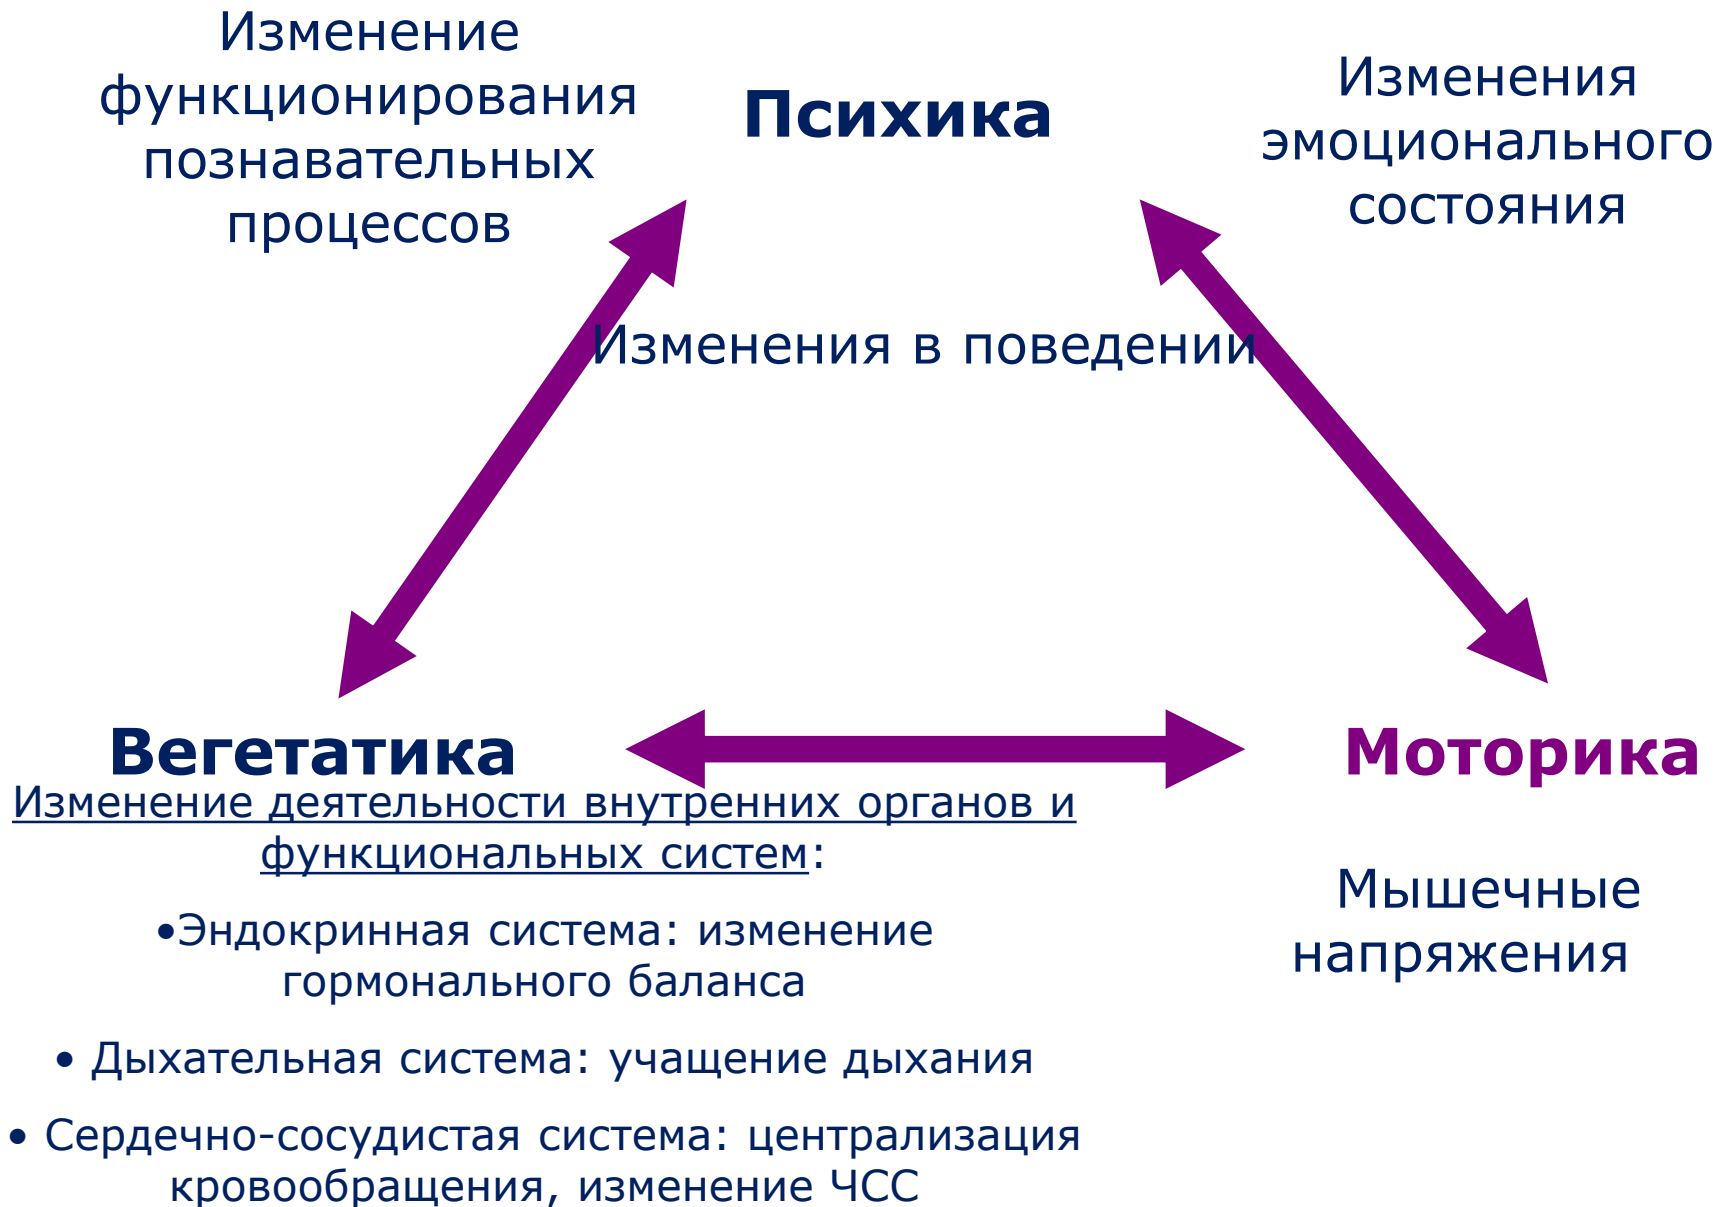 Изменение
функционирования
познавательных
процессов
Психика
Изменения
эмоционального
состояния
Изменения в поведении
Вегетатика
Моторика
Изменение деятельности внутренних органов и
функциональных систем:
•Эндокринная система: изменение
гормонального баланса
• Дыхательная система: учащение дыхания
• Сердечно-сосудистая система: централизация
кровообращения, изменение ЧСС
Мышечные
напряжения